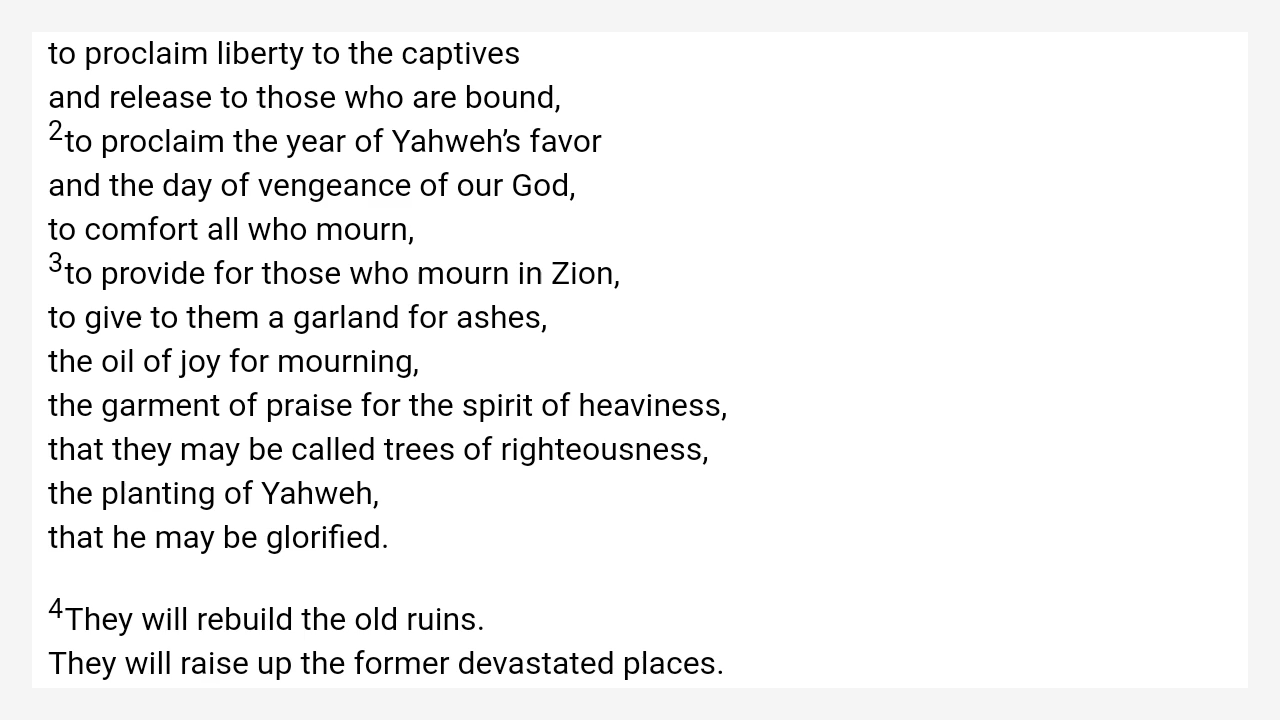 to proclaim liberty to the captives
and release to those who are bound,
2to proclaim the year of Yahweh’s favor
and the day of vengeance of our God,
to comfort all who mourn,
3to provide for those who mourn in Zion,
to give to them a garland for ashes,
the oil of joy for mourning,
the garment of praise for the spirit of heaviness,
that they may be called trees of righteousness,
the planting of Yahweh,
that he may be glorified.
4They will rebuild the old ruins.
They will raise up the former devastated places.